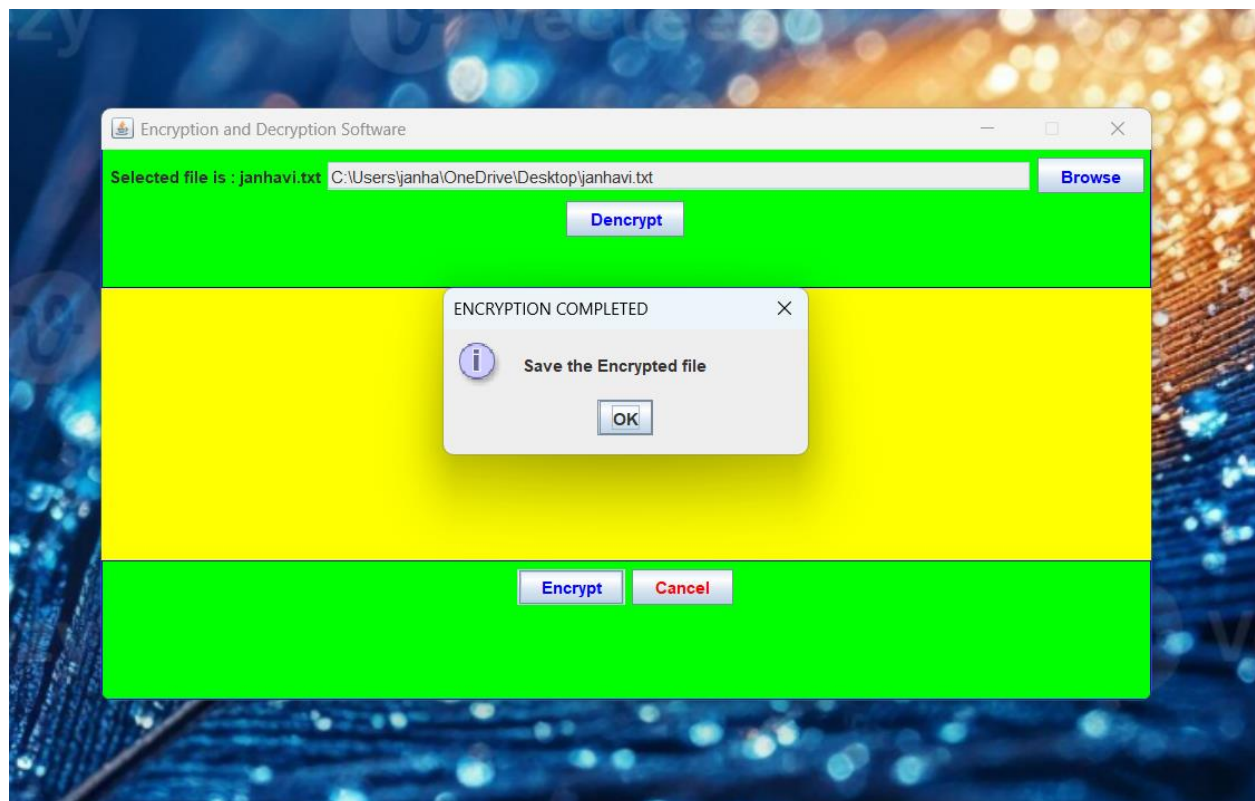 vecteezy
Encryption and Decryption Software
Selected file is : janhavi.txt C:\Users\janha\OneDrive\Desktop\janhavi.txt Browse
Dencrypt
ENCRYPTION COMPLETED
Save the Encrypted file
OK
Encrypt Cancel